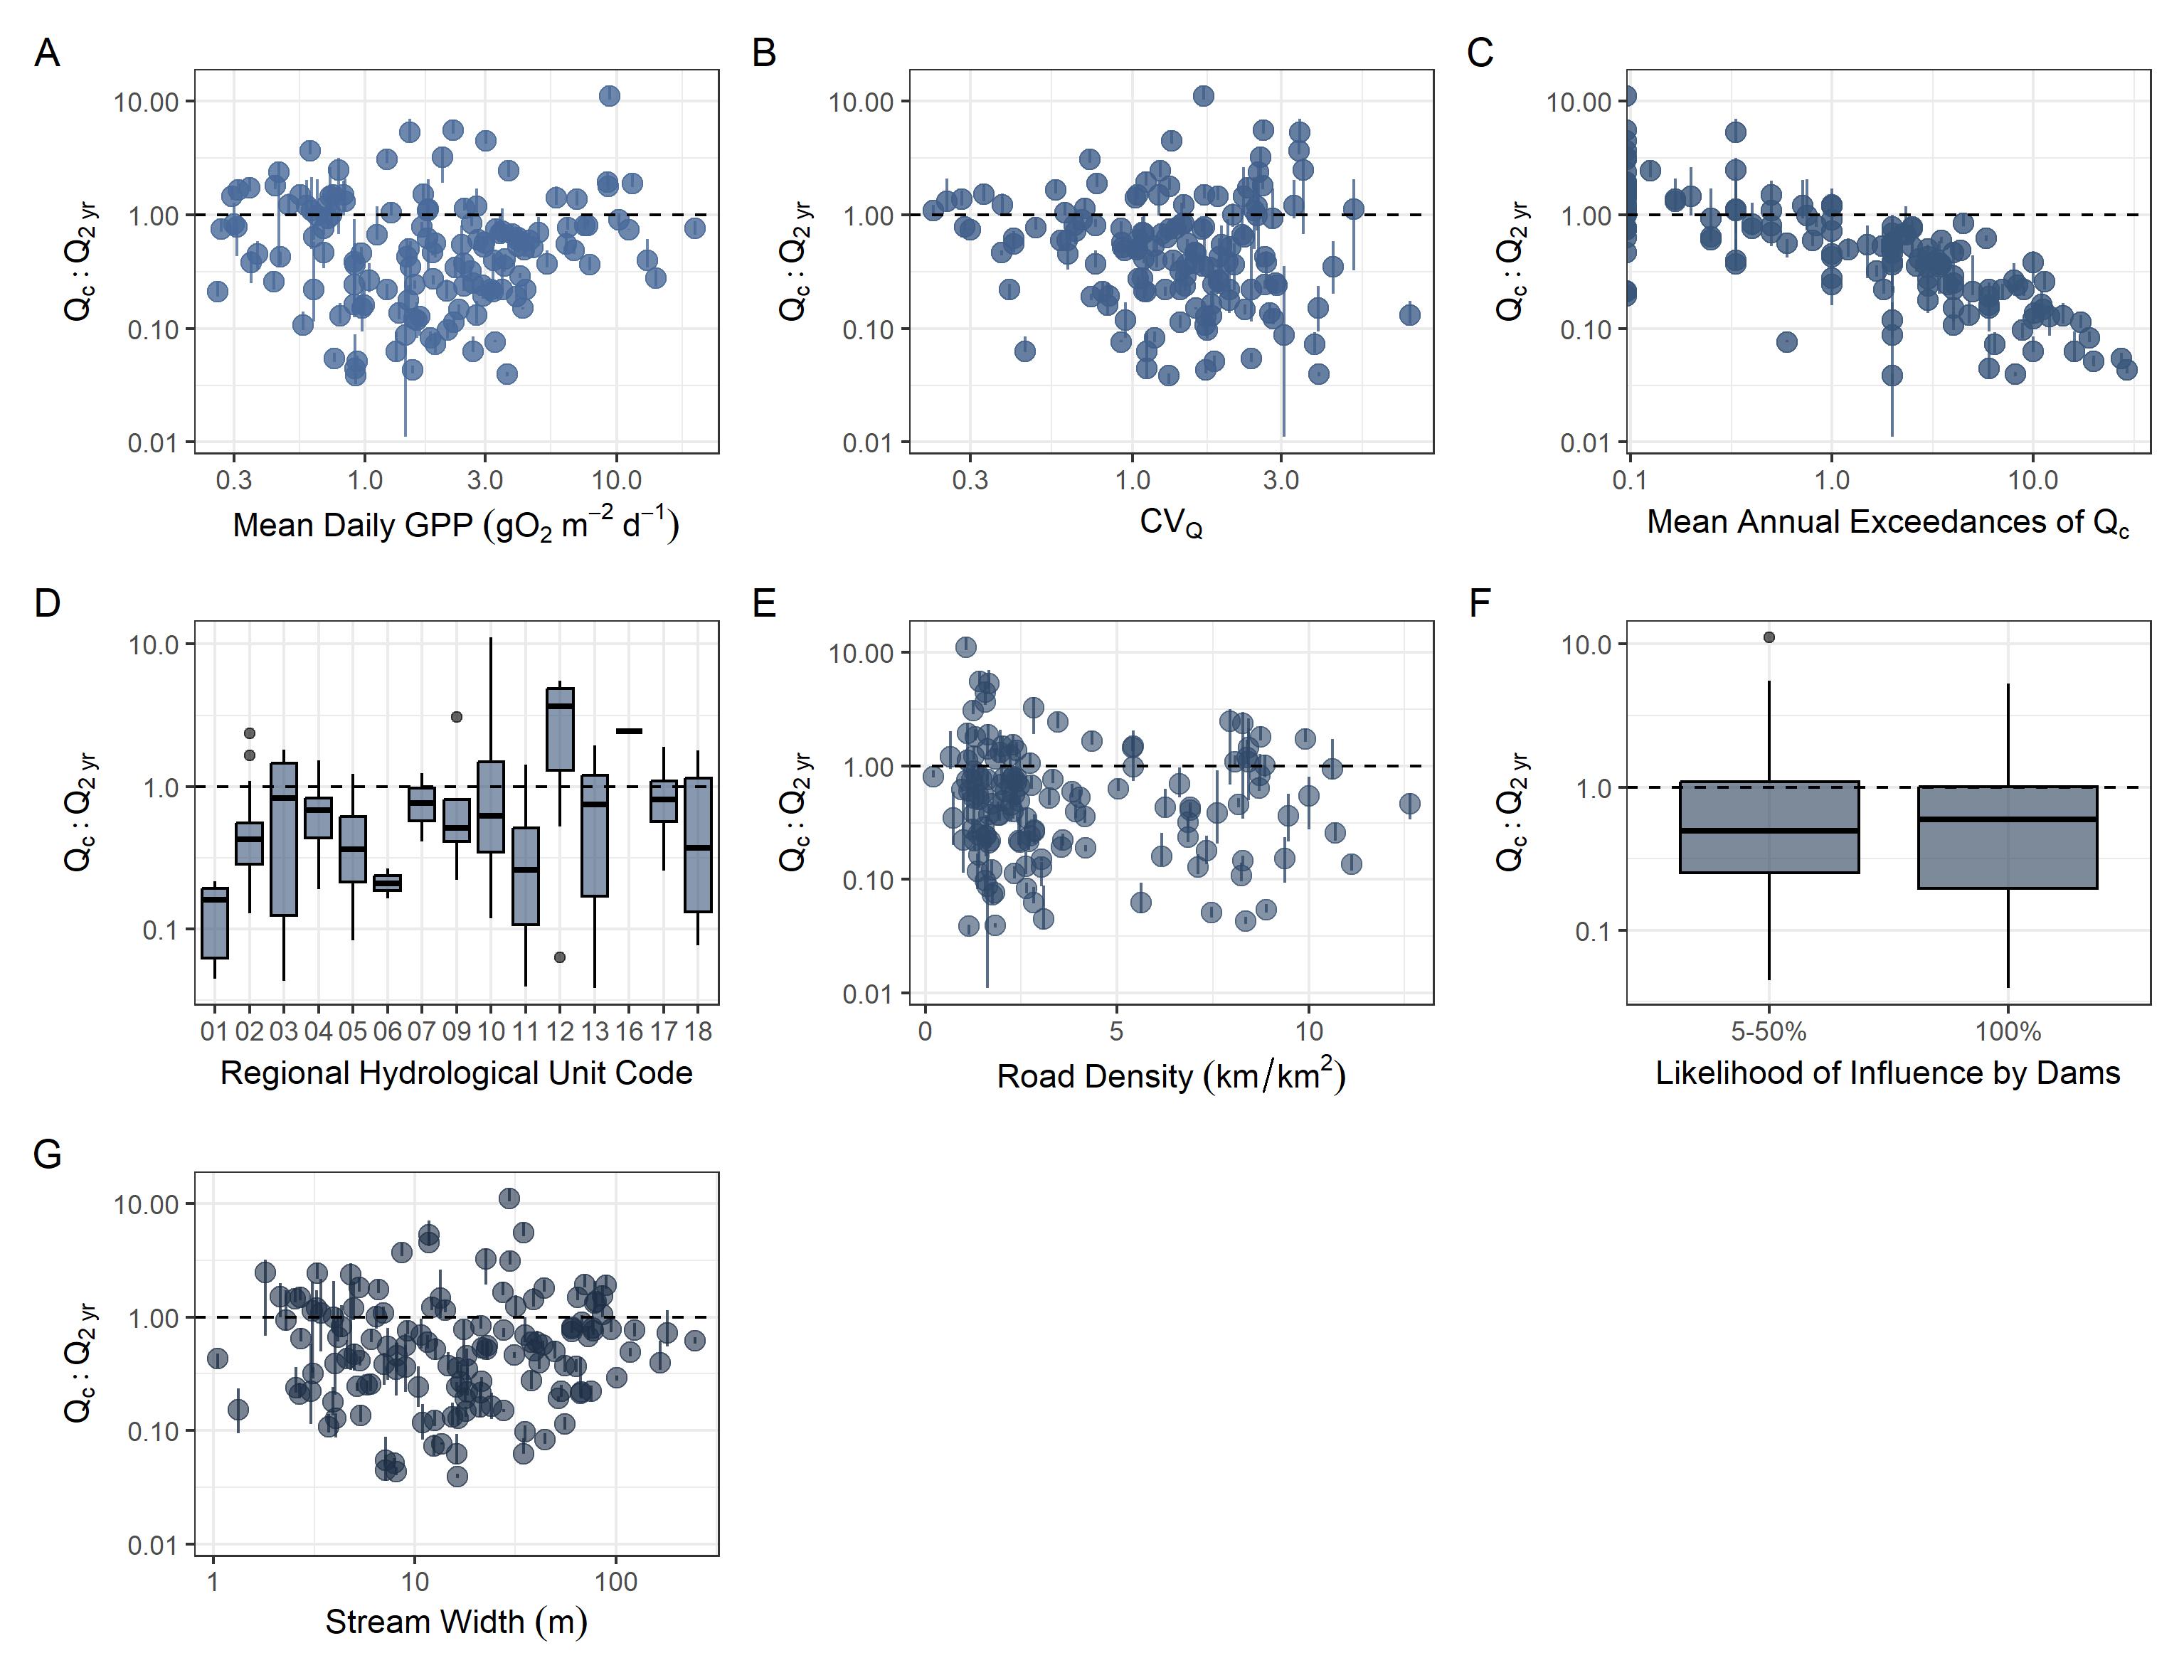 A
10.00
1.00
0.10
0.01
Qc : Q2 yr
0.3 1.0 3.0 10.0
Mean Daily GPP (gO2 m−2 d−1)
B
10.00
1.00
0.10
0.01
Qc : Q2 yr
0.3 1.0 3.0
CVQ
C
10.00
1.00
0.10
0.01
Qc : Q2 yr
0.1 1.0 10.0
Mean Annual Exceedances of Qc
D
10.0
1.0
0.1
Qc : Q2 yr
01 02 03 04 05 06 07 09 10 11 12 13 16 17 18
Regional Hydrological Unit Code
E
10.00
1.00
0.10
0.01
Qc : Q2 yr
0 5 10
Road Density (km/km2)
F
10.0
1.0
0.1
Qc : Q2 yr
5-50% 100%
Likelihood of Influence by Dams
G
10.00
1.00
0.10
0.01
Qc : Q2 yr
1 10 100
Stream Width (m)